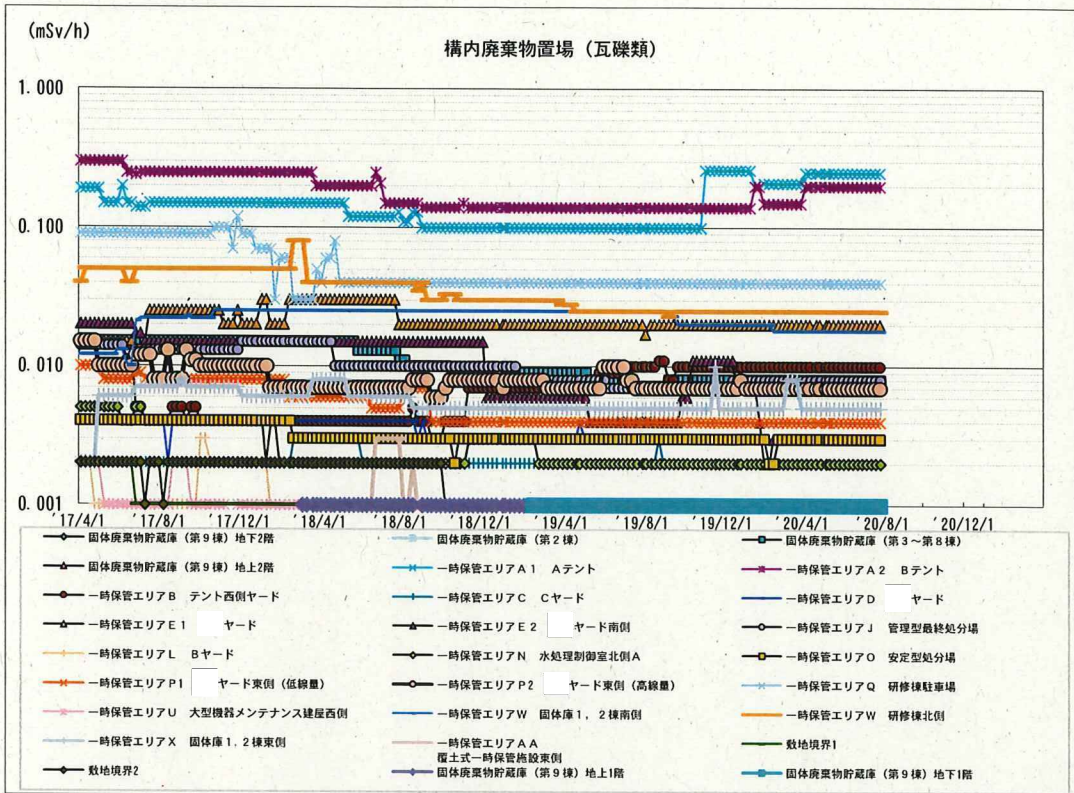 (mSv/h)
構内廃棄物置場（瓦礫類）
1.000
0.100
0.010
0.001
'17/4/1 '17/8/1 '17/12/1 '18/4/1 '18/8/1 '18/12/1 '19/4/1 '19/8/1 '19/12/1 '20/4/1 '20/8/1 '20/12/1
固体廃棄物貯蔵庫（第９棟）地下2階 固体廃棄物貯蔵庫（第２棟） 固体廃棄物貯蔵庫（第３～第８棟）
固体廃棄物貯蔵庫（第９棟）地上2階 一時保管エリアＡ１　Ａテント 一時保管エリアＡ２　Ｂテント
一時保管エリアＢ　テント西側ヤード 一時保管エリアＣ　Ｃヤード 一時保管エリアＤ　ヤード
一時保管エリアＥ１　ヤード 一時保管エリアＥ２　ヤード南側 一時保管エリアＪ　管理型最終処分場
一時保管エリアＬ　Ｂヤード 一時保管エリアＮ　水処理制御室北側Ａ 一時保管エリアＯ　安定型処分場
一時保管エリアＰ1　ヤード東側（低線量） 一時保管エリアＰ２　ヤード東側（高線量） 一時保管エリアＱ　研修棟駐車場
一時保管エリアＵ　大型機器メンテナンス建屋西側 一時保管エリアＷ　固体庫１，２棟南側 一時保管エリアＷ　研修棟北側
一時保管エリアＸ　固体庫１，２棟東側 一時保管エリアＡＡ 敷地境界1
覆土式一時保管施設東側
敷地境界2 固体廃棄物貯蔵庫（第９棟）地上1階 固体廃棄物貯蔵庫（第９棟）地下1階